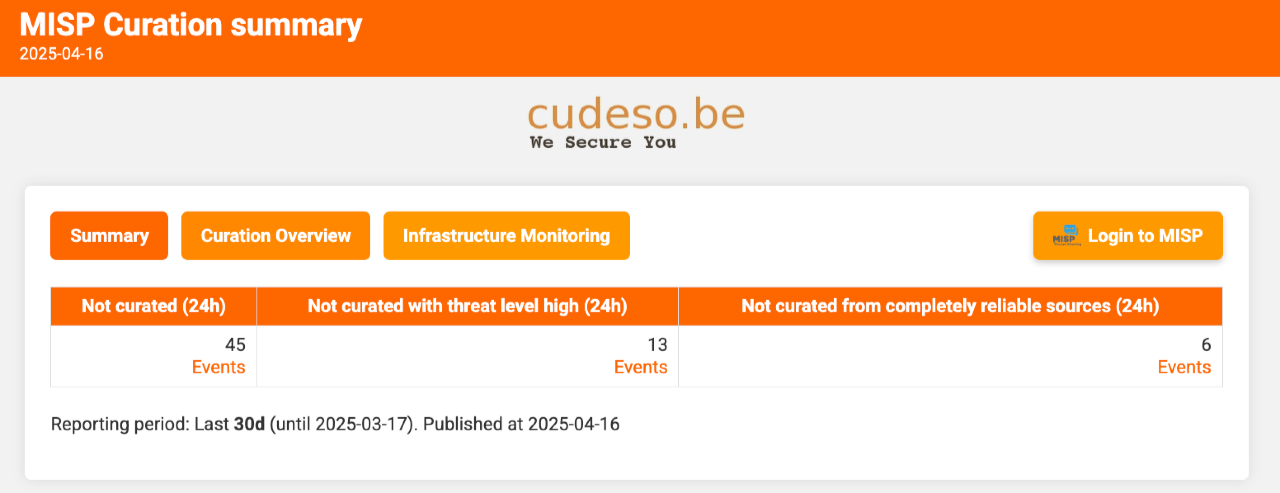 MISP Curation summary
2025-04-16
cudeso.be
We Secure You
Summary
Curation Overview
Infrastructure Monitoring
MISP
Login to MISP
Not curated (24h)
Not curated with threat level high (24h)
Not curated from completely reliable sources (24h)
45
Events
13
Events
6
Events
Reporting period: Last 30d (until 2025-03-17). Published at 2025-04-16